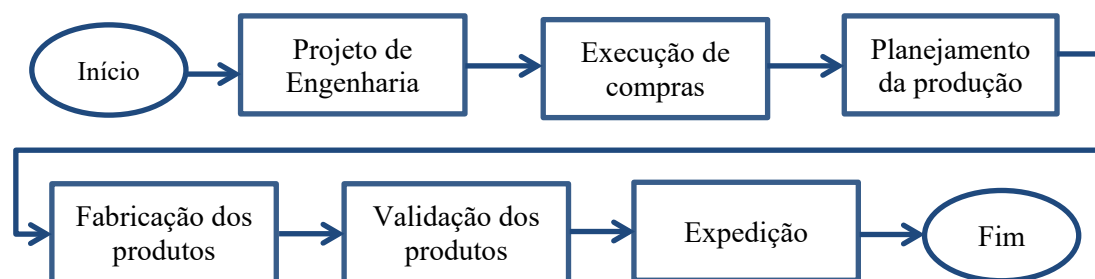 Início
Projeto de
Engenharia
Execução de
compras
Planejamento
da produção
Fabricação dos
produtos
Validação dos
produtos
Expedição
Fim